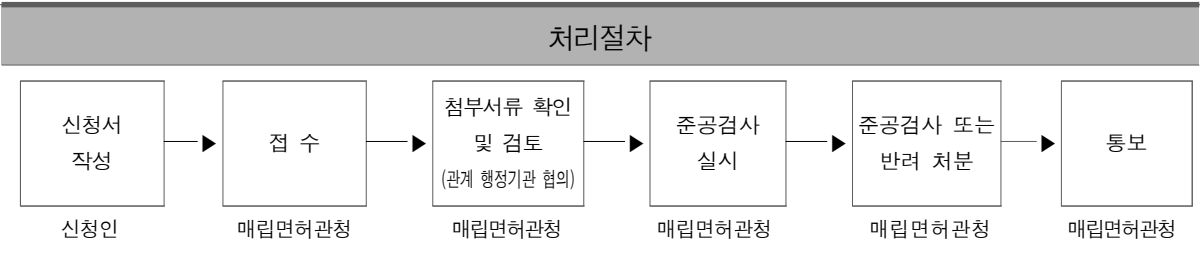 처리절차
신청서
작성
접 수
첨부서류 확인
및 검토
(관계 행정기관 협의)
준공검사
실시
준공검사 또는
반려 처분
통보
신청인
매립면허관청
매립면허관청
매립면허관청
매립면허관청
매립면허관청